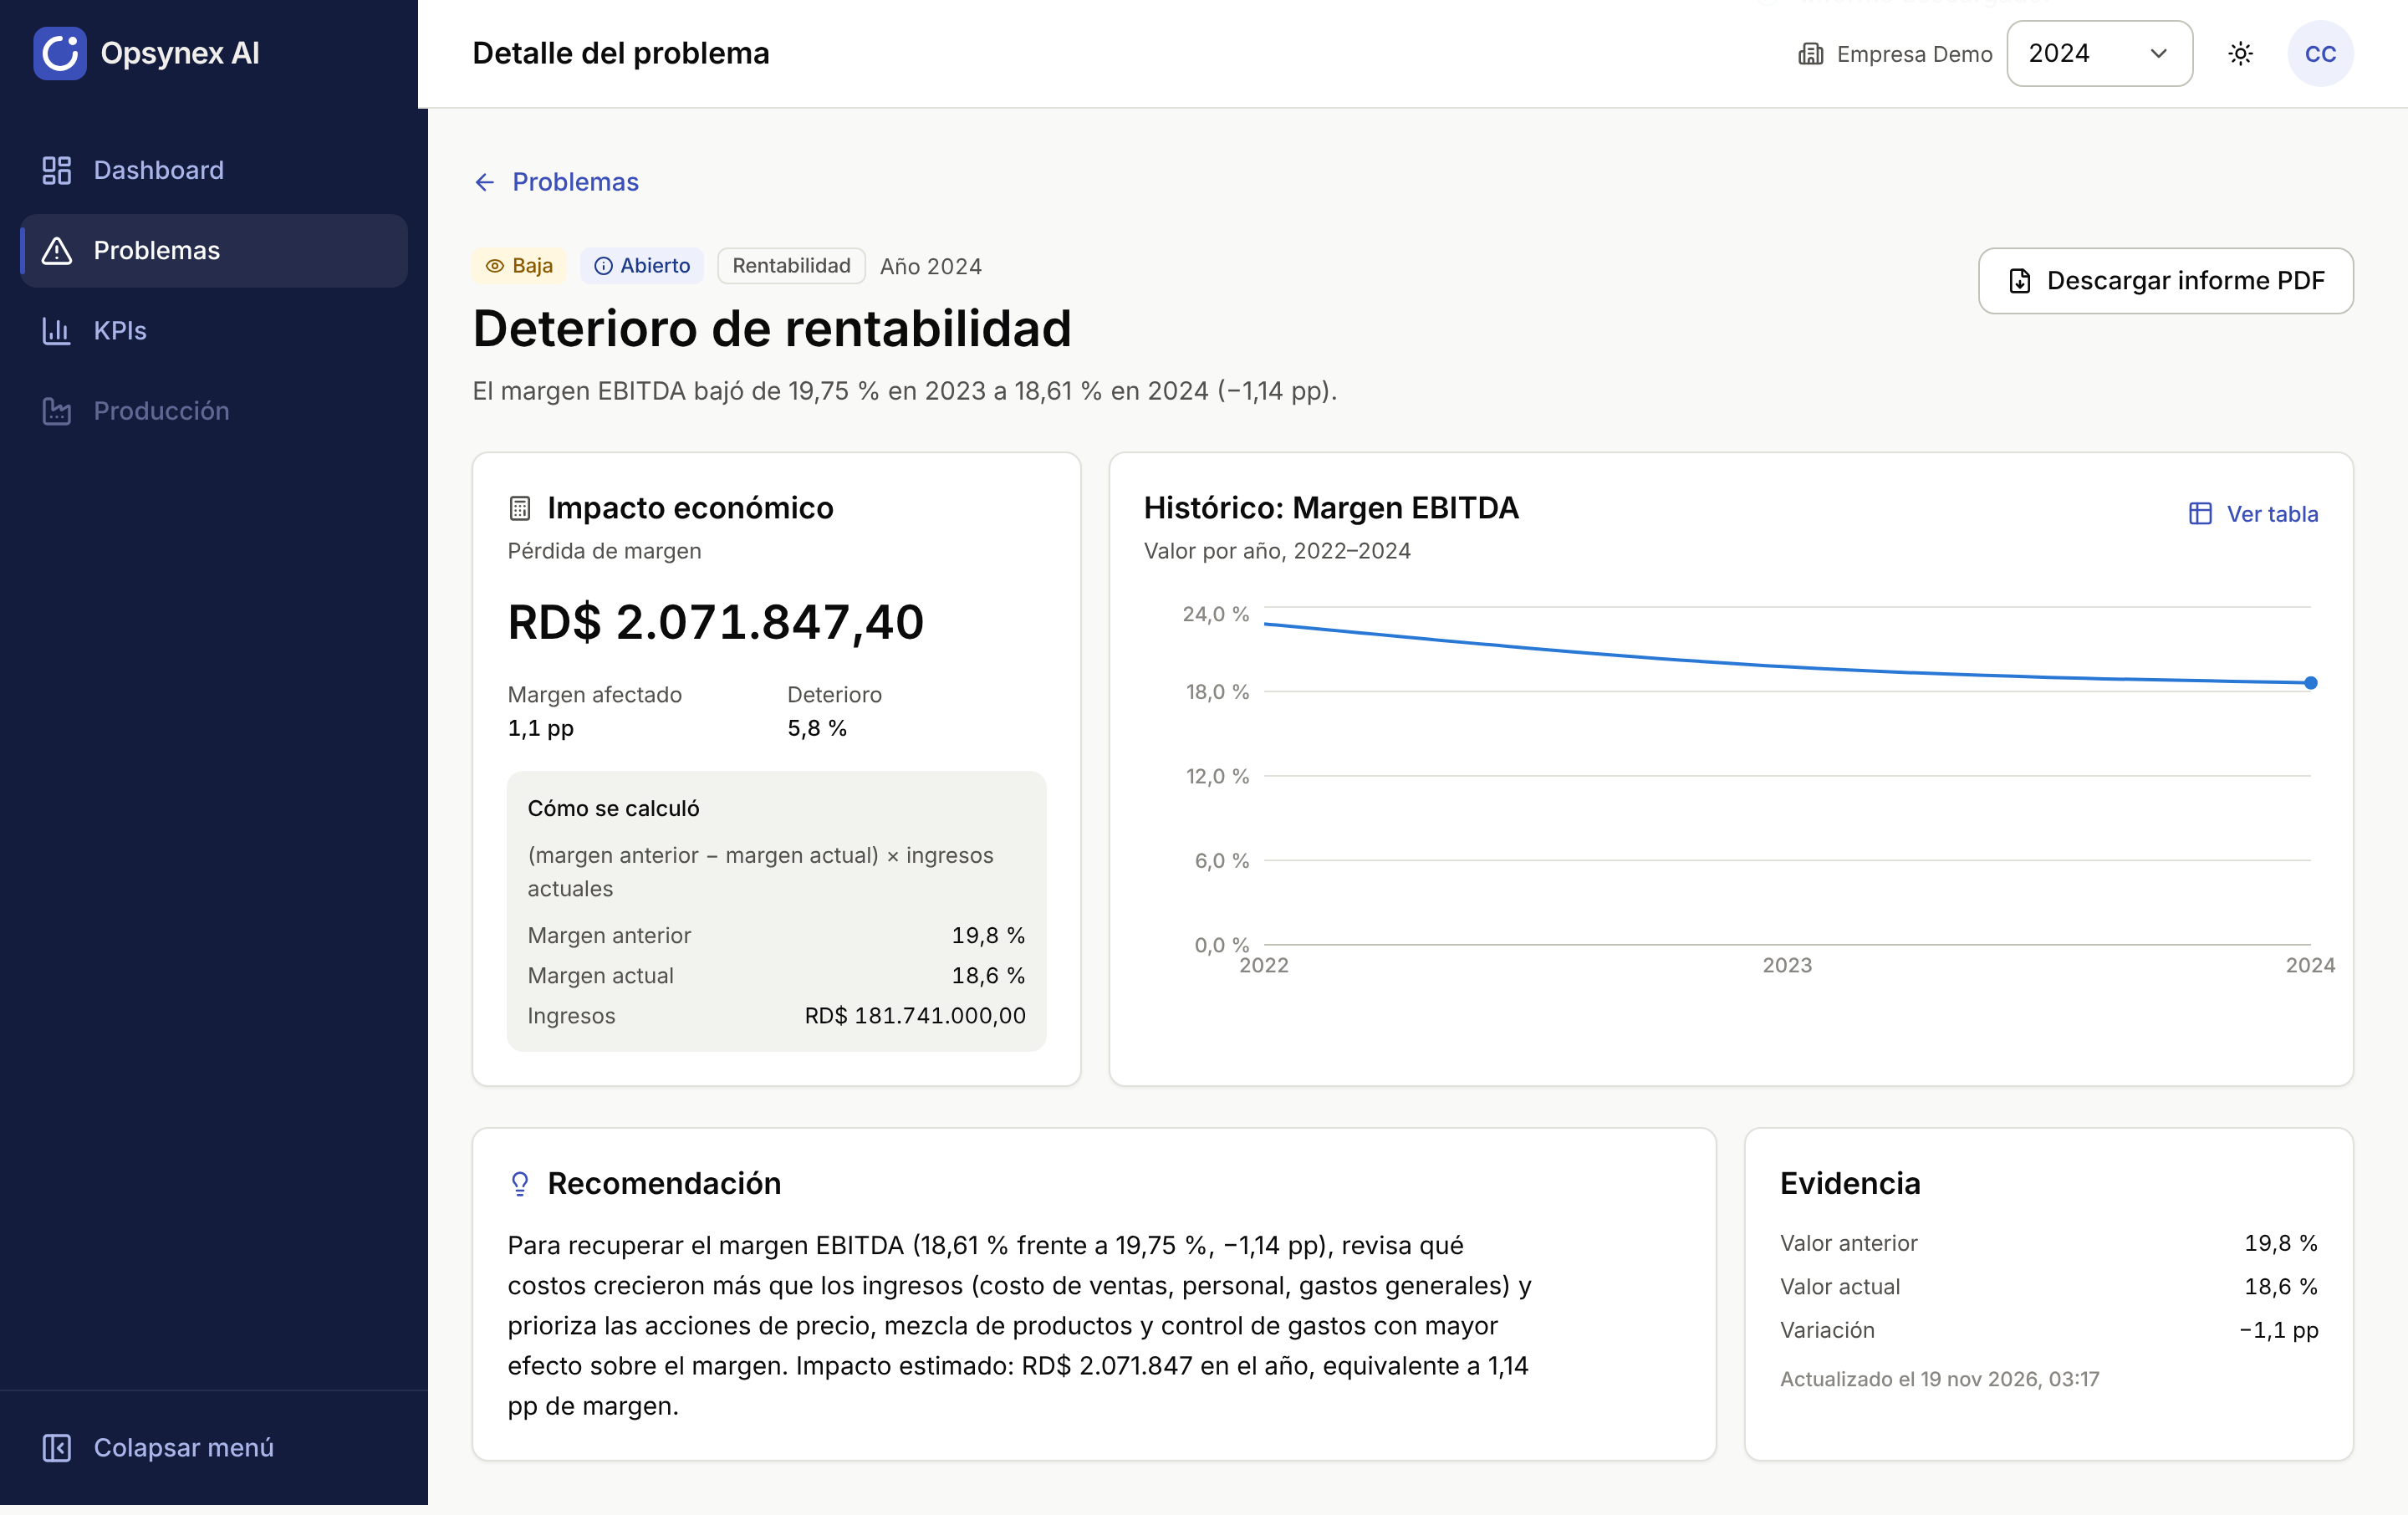 Opsynex AI
Dashboard
Problemas
KPIs
Producción
Colapsar menú
Detalle del problema
Empresa Demo
2024
CC
Problemas
Baja
Abierto
Rentabilidad
Año 2024
Descargar informe PDF
Deterioro de rentabilidad
El margen EBITDA bajó de 19,75 % en 2023 a 18,61 % en 2024 (−1,14 pp).
Impacto económico
Pérdida de margen
RD$ 2.071.847,40
Margen afectado
1,1 pp
Deterioro
5,8 %
Cómo se calculó
(margen anterior − margen actual) × ingresos
actuales
Margen anterior 19,8 %
Margen actual 18,6 %
Ingresos RD$ 181.741.000,00
Histórico: Margen EBITDA
Valor por año, 2022–2024
Ver tabla
24,0 %
18,0 %
12,0 %
6,0 %
0,0 %
2022 2023 2024
Recomendación
Para recuperar el margen EBITDA (18,61 % frente a 19,75 %, −1,14 pp), revisa qué
costos crecieron más que los ingresos (costo de ventas, personal, gastos generales) y
prioriza las acciones de precio, mezcla de productos y control de gastos con mayor
efecto sobre el margen. Impacto estimado: RD$ 2.071.847 en el año, equivalente a 1,14
pp de margen.
Evidencia
Valor anterior 19,8 %
Valor actual 18,6 %
Variación −1,1 pp
Actualizado el 19 nov 2026, 03:17